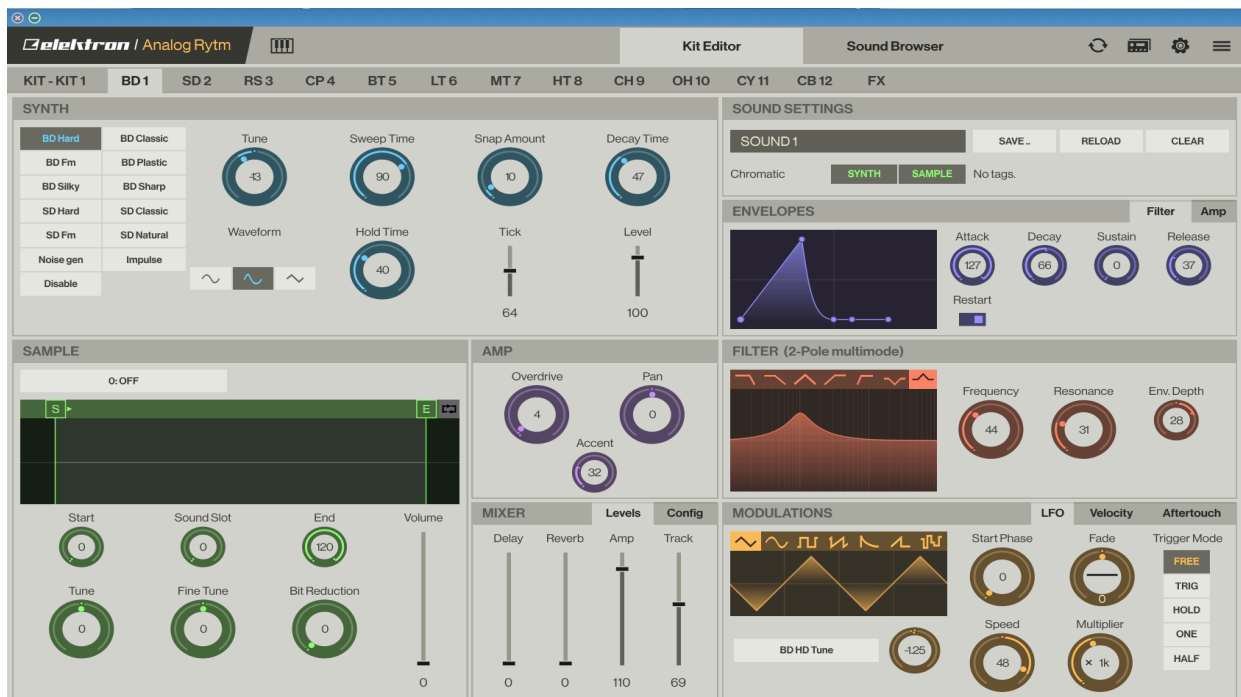 elektron / Analog Rytm
Kit Editor
Sound Browser
KIT - KIT 1 BD 1 SD 2 RS 3 CP 4 BT 5 LT 6 MT 7 HT 8 CH 9 OH 10 CY 11 CB 12 FX
SYNTH
BD Hard BD Classic
BD Fm BD Plastic
BD Silky BD Sharp
SD Hard SD Classic
SD Fm SD Natural
Noise gen Impulse
Disable
Tune Sweep Time Snap Amount Decay Time
-13 90 10 47
Waveform Hold Time Tick Level
40
64 100
SOUND SETTINGS
SOUND 1 SAVE .. RELOAD CLEAR
Chromatic SYNTH SAMPLE No tags.
ENVELOPES Filter Amp
Attack Decay Sustain Release
127 66 0 37
Restart
SAMPLE
0: OFF
S E
Start Sound Slot End Volume
0 0 120
Tune Fine Tune Bit Reduction
0 0 0
0
AMP
Overdrive Pan
4 0
Accent
32
FILTER (2-Pole multimode)
Frequency Resonance Env. Depth
44 31 28
MIXER Levels Config
Delay Reverb Amp Track
0 0 110 69
MODULATIONS LFO Velocity Aftertouch
Start Phase Fade Trigger Mode
0 0
FREE
TRIG
HOLD
ONE
HALF
Speed Multiplier
BD HD Tune -1.25 48 × 1k